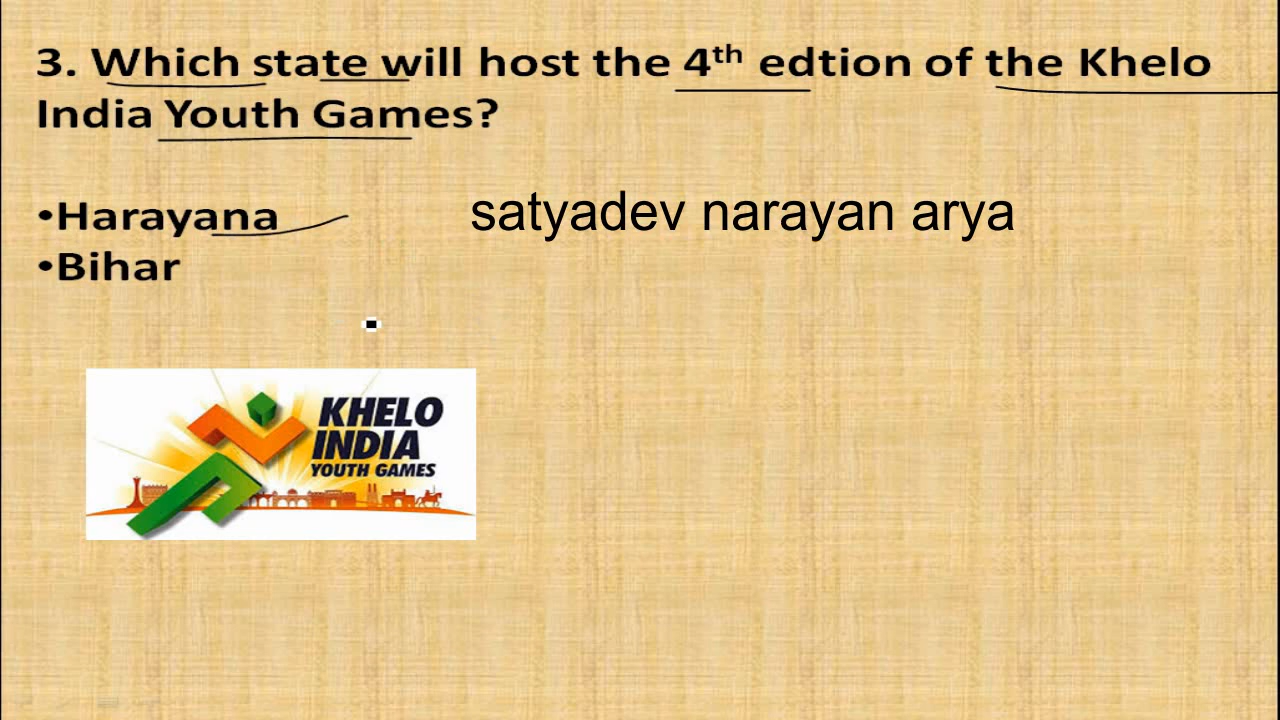 3. Which state will host the 4th edtion of the Khelo
India Youth Games?
•Harayana
satyadev narayan arya
•Bihar
KHELO
INDIA
YOUTH GAMES